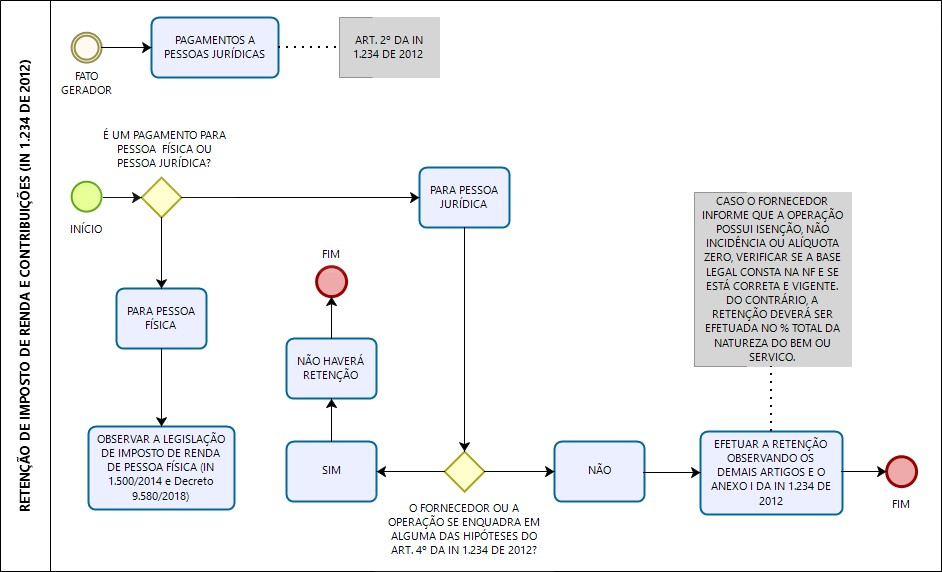 RETENÇÃO DE IMPOSTO DE RENDA E CONTRIBUIÇÕES (IN 1.234 DE 2012)
FATO
GERADOR
PAGAMENTOS A
PESSOAS JURÍDICAS
ART. 2º DA IN
1.234 DE 2012
É UM PAGAMENTO PARA
PESSOA FÍSICA OU
PESSOA JURÍDICA?
INÍCIO
PARA PESSOA
JURÍDICA
PARA PESSOA
FÍSICA
OBSERVAR A LEGISLAÇÃO
DE IMPOSTO DE RENDA
DE PESSOA FÍSICA (IN
1.500/2014 e Decreto
9.580/2018)
FIM
NÃO HAVERÁ
RETENÇÃO
SIM
O FORNECEDOR OU A
OPERAÇÃO SE ENQUADRA EM
ALGUMA DAS HIPÓTESES DO
ART. 4º DA IN 1.234 DE 2012?
NÃO
CASO O FORNECEDOR
INFORME QUE A OPERAÇÃO
POSSUI ISENÇÃO, NÃO
INCIDÊNCIA OU ALÍQUOTA
ZERO, VERIFICAR SE A BASE
LEGAL CONSTA NA NF E SE
ESTÁ CORRETA E VIGENTE.
DO CONTRÁRIO, A
RETENÇÃO DEVERÁ SER
EFETUADA NO % TOTAL DA
NATUREZA DO BEM OU
SERVICO.
EFETUAR A RETENÇÃO
OBSERVANDO OS
DEMAIS ARTIGOS E O
ANEXO I DA IN 1.234 DE
2012
FIM